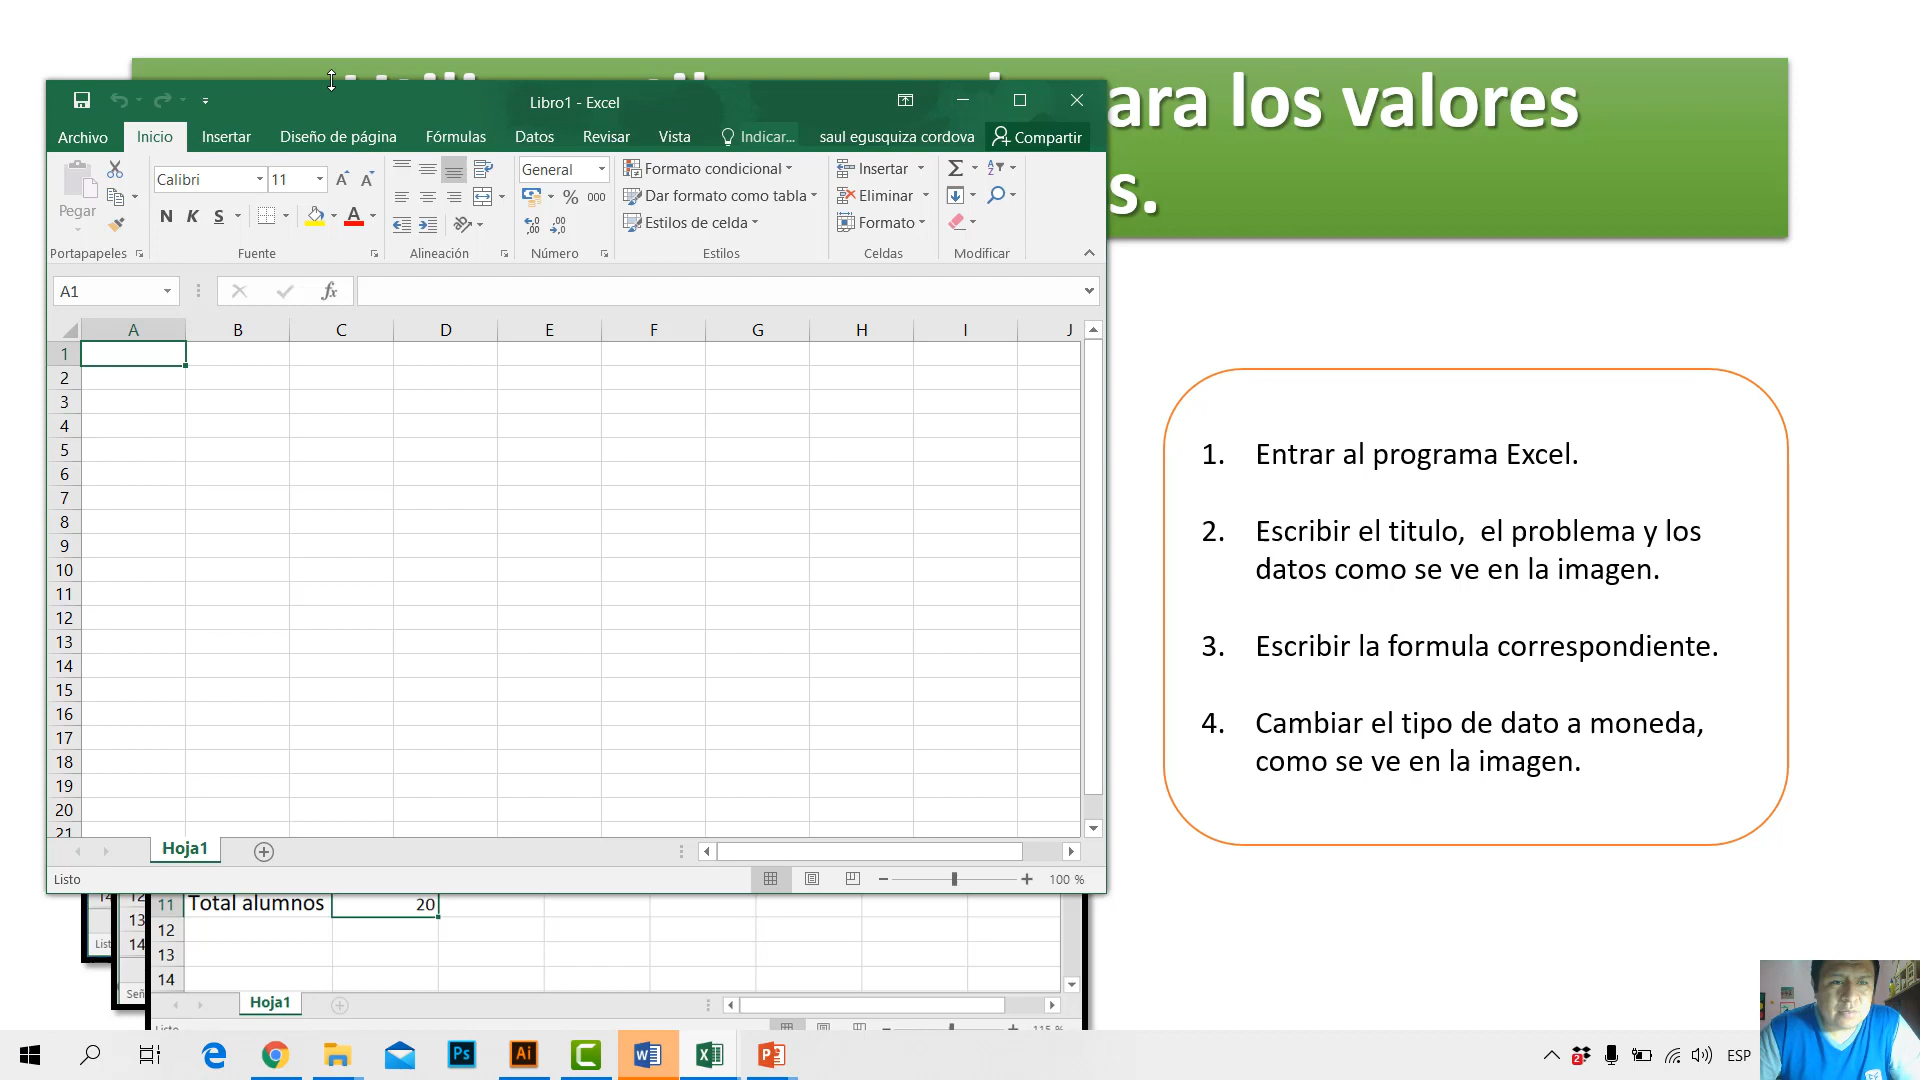 ara los valores
s.
Libro1 - Excel
Archivo Inicio Insertar Diseño de página Fórmulas Datos Revisar Vista Indicar... saul egusquiza cordova Compartir
Pegar
Calibri 11
N K S
A
General
% 000
Formato condicional
Dar formato como tabla
Estilos de celda
Insertar
Eliminar
Formato
Portapapeles Fuente Alineación Número Estilos Celdas Modificar
A1 fx
A B C D E F G H I J
1
2
3
4
5
6
7
8
9
10
11
12
13
14
15
16
17
18
19
20
21
Hoja1
Listo 100 %
1. Entrar al programa Excel.
2. Escribir el titulo, el problema y los
datos como se ve en la imagen.
3. Escribir la formula correspondiente.
4. Cambiar el tipo de dato a moneda,
como se ve en la imagen.
11 Total alumnos 20
12
13
14
13
14
Hoja1
Ps Ai ESP